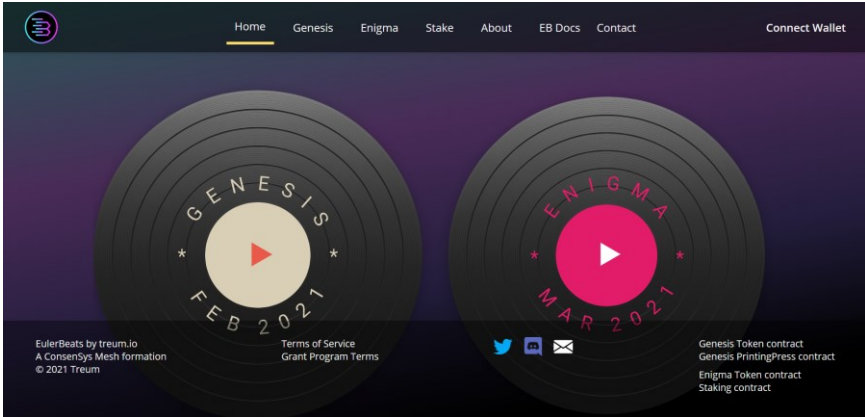 Home Genesis Enigma Stake About EB Docs Contact Connect Wallet
GENESIS
* *
FEB 2021
ENIGMA
* *
MAR 2021
EulerBeats by treum.io
A ConsenSys Mesh formation
© 2021 Treum
Terms of Service
Grant Program Terms
Genesis Token contract
Genesis PrintingPress contract
Enigma Token contract
Staking contract